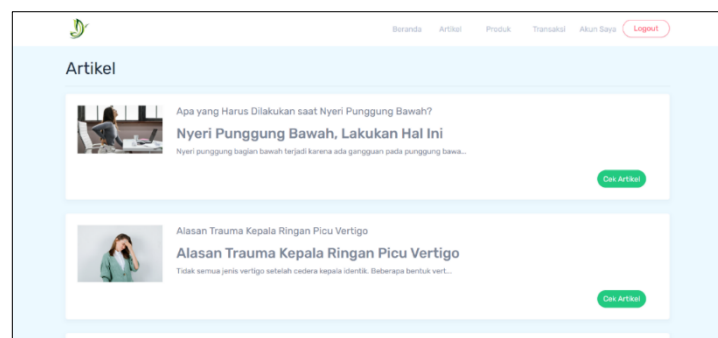 Beranda Artikel Produk Transaksi Akun Saya Logout
Artikel
Apa yang Harus Dilakukan saat Nyeri Punggung Bawah?
Nyeri Punggung Bawah, Lakukan Hal Ini
Nyeri punggung bagian bawah terjadi karena ada gangguan pada punggung bawa...
Cek Artikel
Alasan Trauma Kepala Ringan Picu Vertigo
Alasan Trauma Kepala Ringan Picu Vertigo
Tidak semua jenis vertigo setelah cedera kepala identik. Beberapa bentuk vert...
Cek Artikel